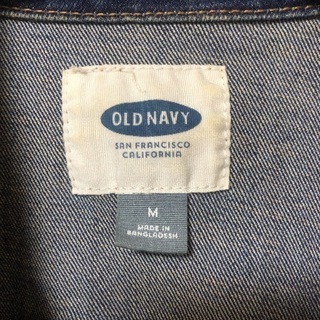 OLD NAVY
SAN FRANCISCO
CALIFORNIA
M
MADE IN
BANGLADESH